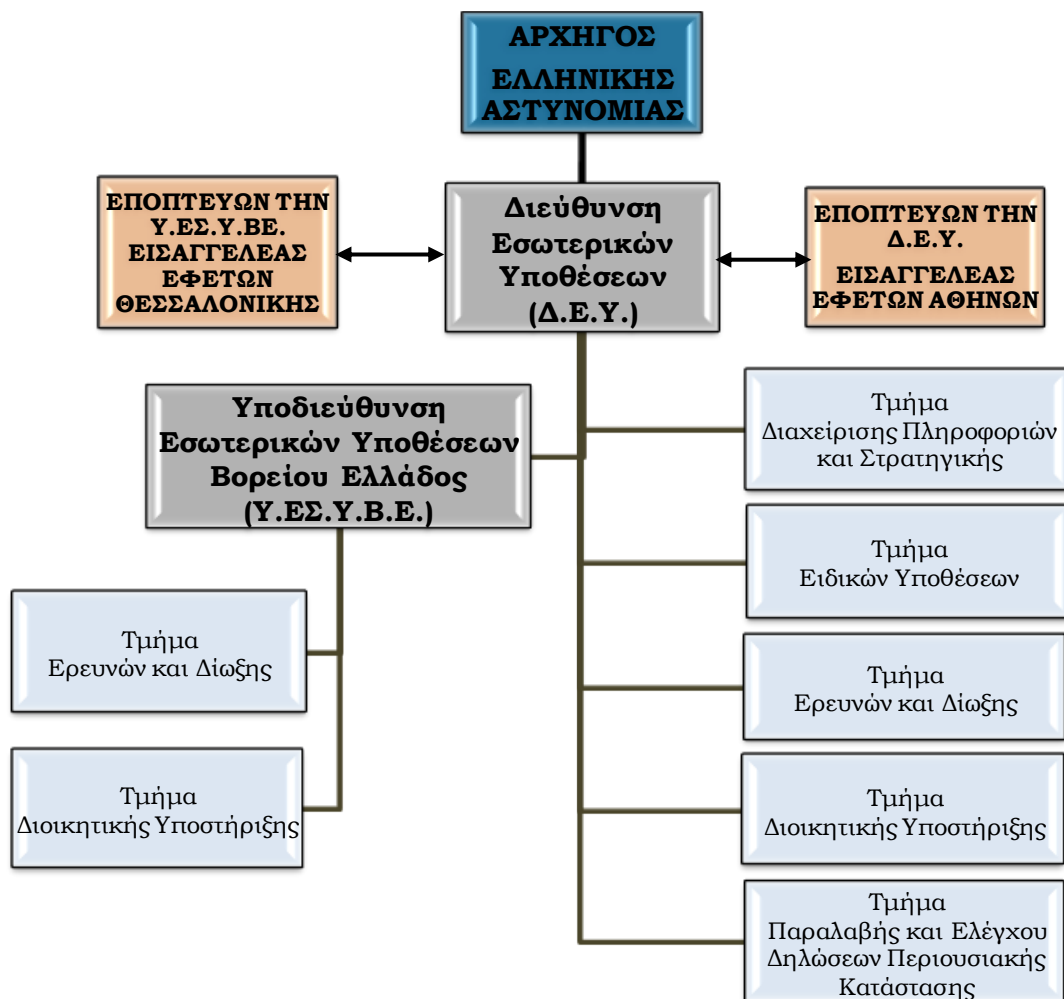 ΑΡΧΗΓΟΣ
ΕΛΛΗΝΙΚΗΣ
ΑΣΤΥΝΟΜΙΑΣ
ΕΠΟΠΤΕΥΩΝ ΤΗΝ
Υ.ΕΣ.Υ.ΒΕ.
ΕΙΣΑΓΓΕΛΕΑΣ
ΕΦΕΤΩΝ
ΘΕΣΣΑΛΟΝΙΚΗΣ
Διεύθυνση
Εσωτερικών
Υποθέσεων
(Δ.Ε.Υ.)
ΕΠΟΠΤΕΥΩΝ ΤΗΝ
Δ.Ε.Υ.
ΕΙΣΑΓΓΕΛΕΑΣ
ΕΦΕΤΩΝ ΑΘΗΝΩΝ
Υποδιεύθυνση
Εσωτερικών Υποθέσεων
Βορείου Ελλάδος
(Υ.ΕΣ.Υ.Β.Ε.)
Τμήμα
Ερευνών και Δίωξης
Τμήμα
Διοικητικής Υποστήριξης
Τμήμα
Διαχείρισης Πληροφοριών
και Στρατηγικής
Τμήμα
Ειδικών Υποθέσεων
Τμήμα
Ερευνών και Δίωξης
Τμήμα
Διοικητικής Υποστήριξης
Τμήμα
Παραλαβής και Ελέγχου
Δηλώσεων Περιουσιακής
Κατάστασης